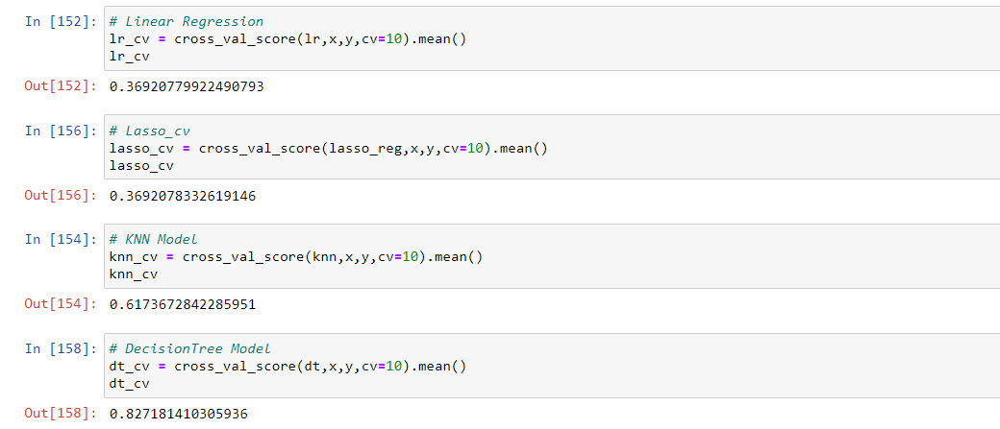 In [152]: # Linear Regression
lr_cv = cross_val_score(lr,x,y,cv=10).mean()
lr_cv
Out[152]: 0.36920779922490793
In [156]: # Lasso_cv
lasso_cv = cross_val_score(lasso_reg,x,y,cv=10).mean()
lasso_cv
Out[156]: 0.3692078332619146
In [154]: # KNN Model
knn_cv = cross_val_score(knn,x,y,cv=10).mean()
knn_cv
Out[154]: 0.6173672842285951
In [158]: # DecisionTree Model
dt_cv = cross_val_score(dt,x,y,cv=10).mean()
dt_cv
Out[158]: 0.827181410305936